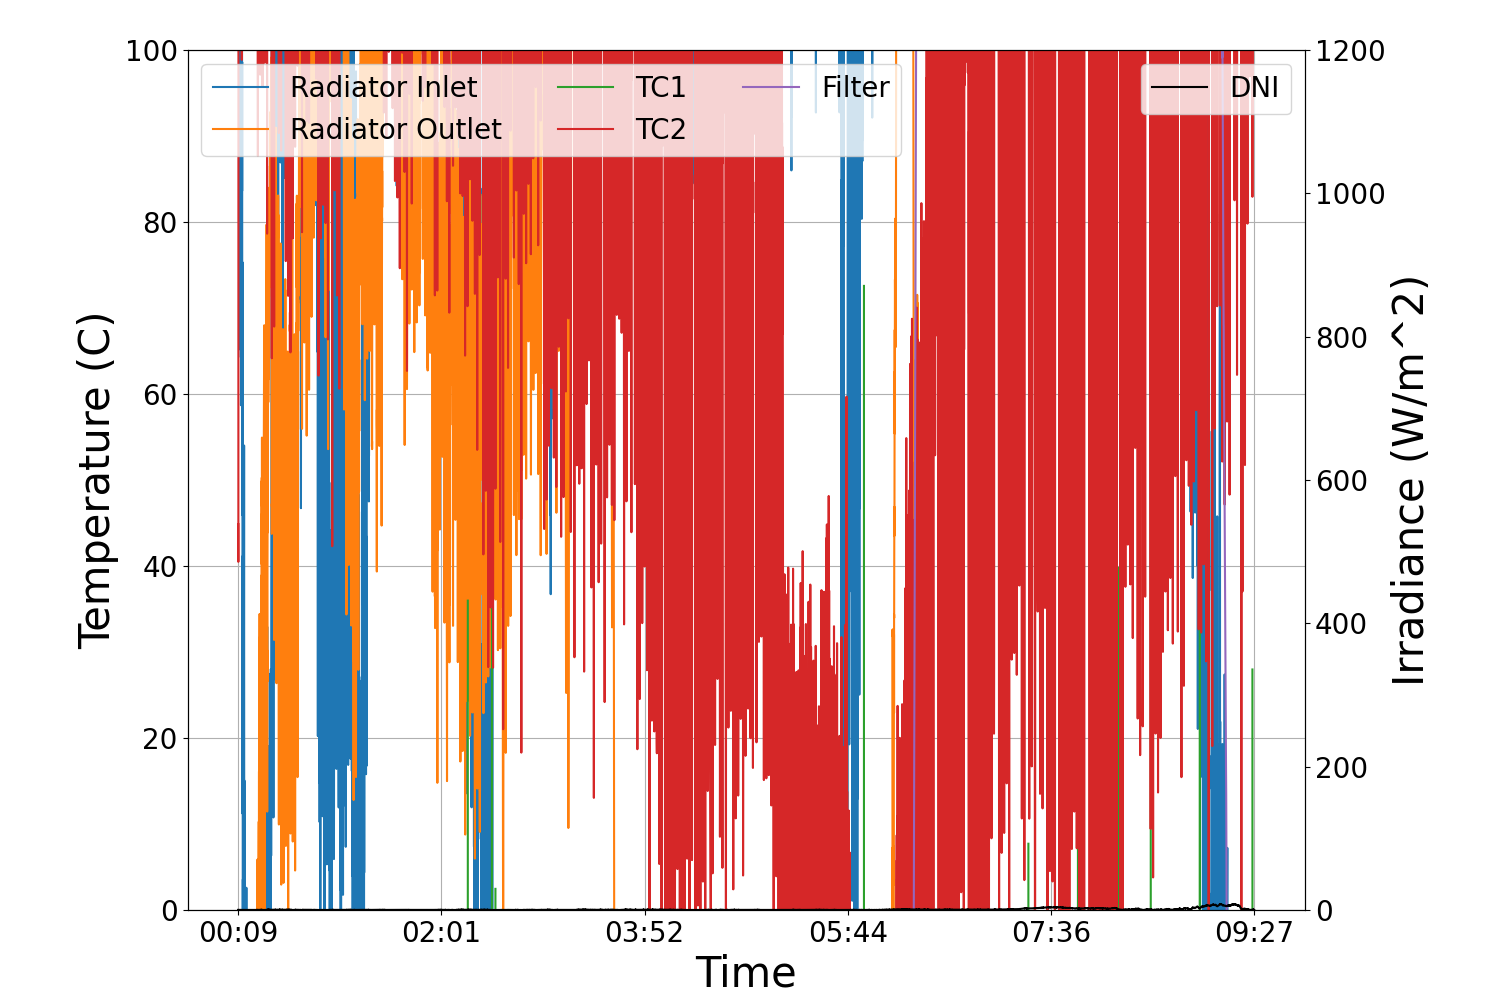 Radiator Inlet
Radiator Outlet
TC1
TC2
Filter
DNI
Temperature (C)
100
80
60
40
20
0
Irradiance (W/m^2)
1200
1000
800
600
400
200
0
00:09 02:01 03:52 05:44 07:36 09:27
Time